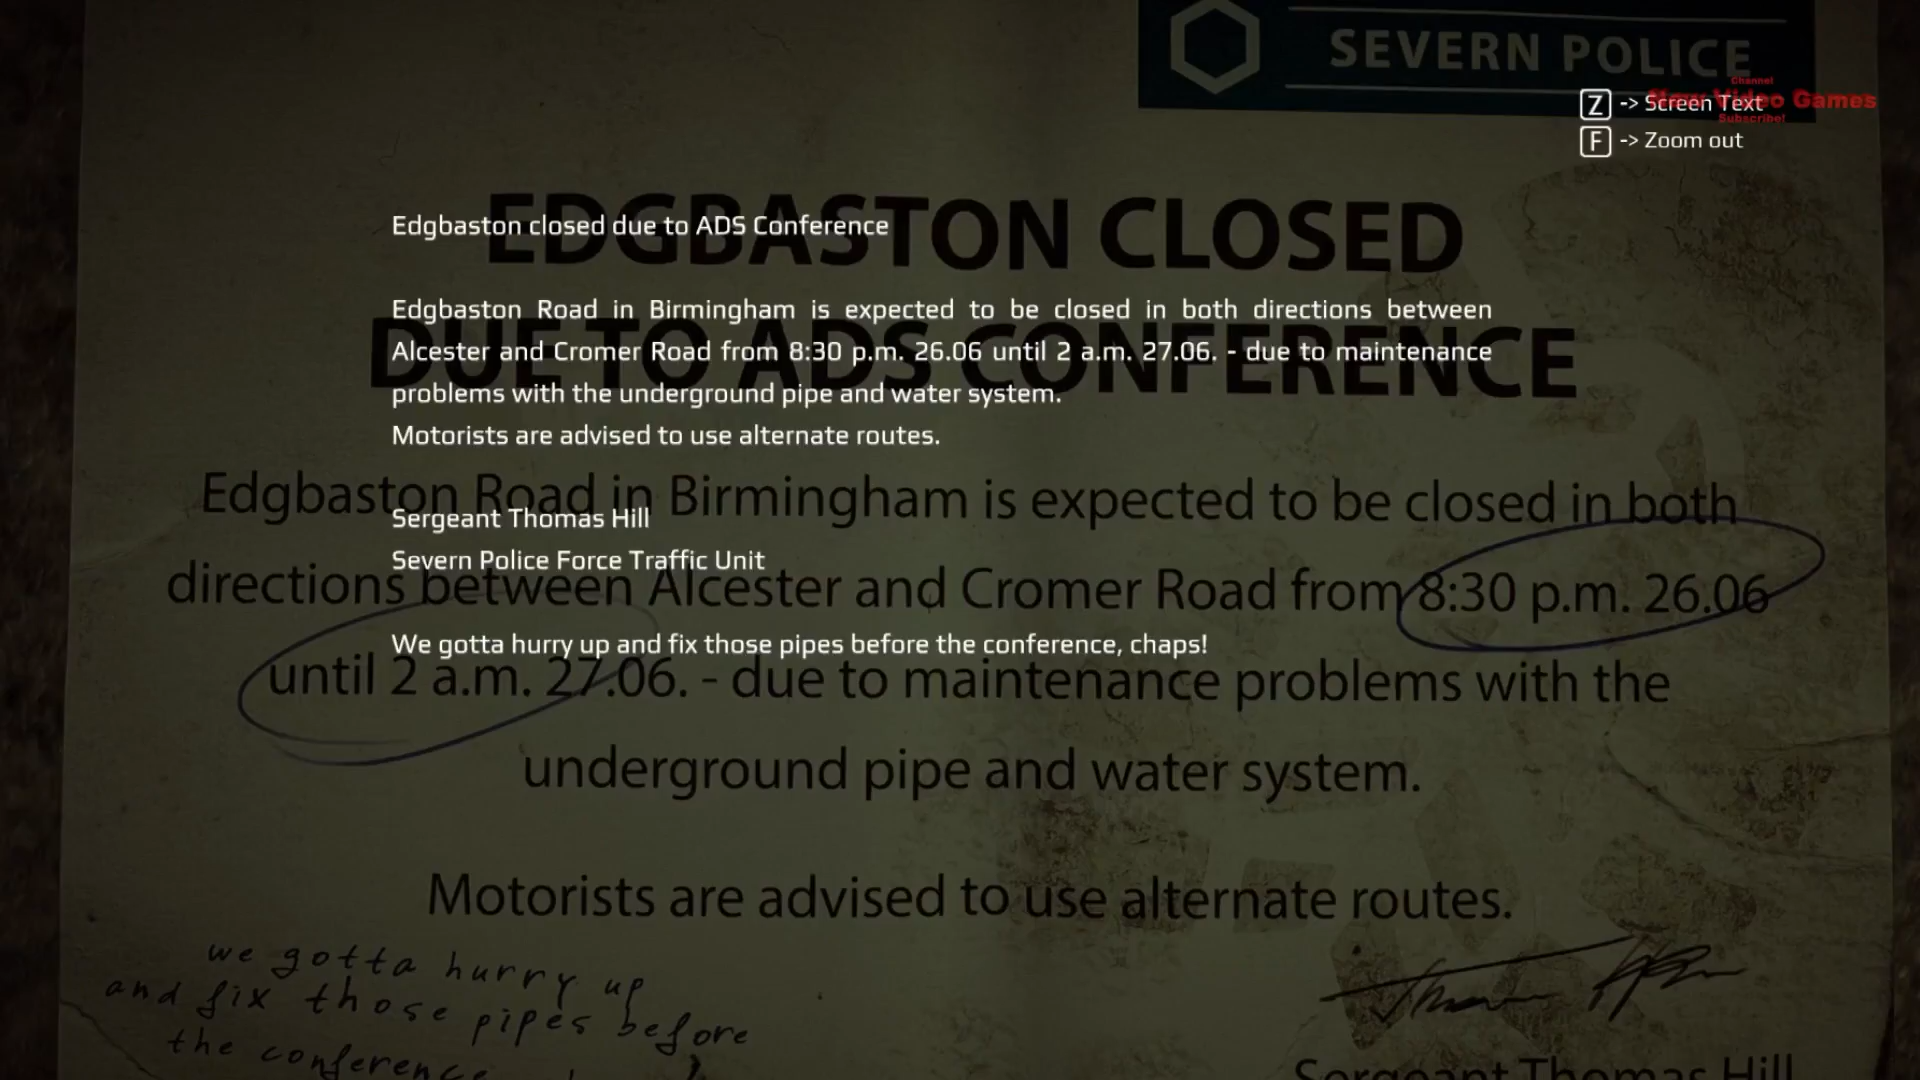 SEVERN POLICE
Channel
New Video Games
Subscribe!
Z -> Screen Text
F -> Zoom out
EDGBASTON CLOSED
DUE TO ADS CONFERENCE
Edgbaston closed due to ADS Conference
Edgbaston Road in Birmingham is expected to be closed in both directions between
Alcester and Cromer Road from 8:30 p.m. 26.06 until 2 a.m. 27.06. - due to maintenance
problems with the underground pipe and water system.
Motorists are advised to use alternate routes.
Sergeant Thomas Hill
Severn Police Force Traffic Unit
We gotta hurry up and fix those pipes before the conference, chaps!
Edgbaston Road in Birmingham is expected to be closed in both
directions between Alcester and Cromer Road from 8:30 p.m. 26.06
until 2 a.m. 27.06. - due to maintenance problems with the
underground pipe and water system.
Motorists are advised to use alternate routes.
we gotta hurry up
and fix those pipes before
the conference
Sergeant Thomas Hill